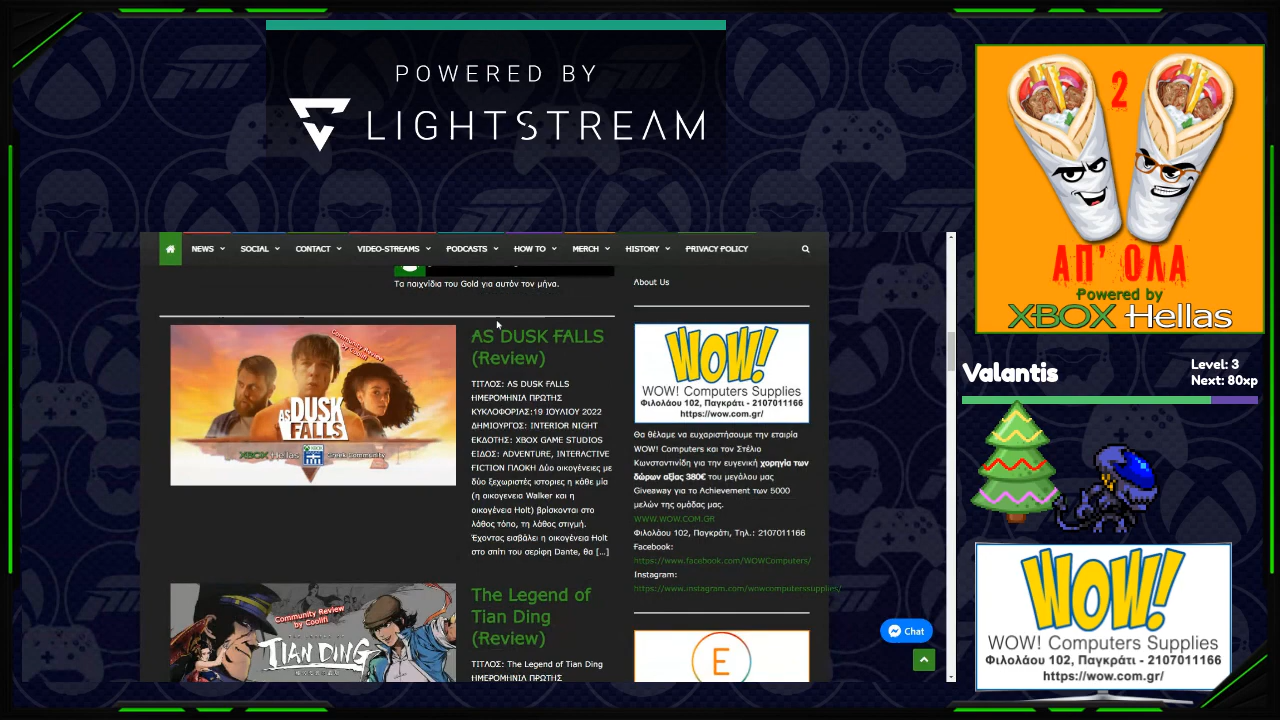 POWERED BY
LIGHTSTREAM
NEWS
SOCIAL
CONTACT
VIDEO-STREAMS
PODCASTS
HOW TO
MERCH
HISTORY
PRIVACY POLICY
Τα παιχνίδια του Gold για αυτόν τον μήνα.
Community Review
by Coolifi
AS DUSK
FALLS
XBOX Hellas
Greek Community
AS DUSK FALLS
(Review)
ΤΙΤΛΟΣ: AS DUSK FALLS
ΗΜΕΡΟΜΗΝΙΑ ΠΡΩΤΗΣ
ΚΥΚΛΟΦΟΡΙΑΣ:19 ΙΟΥΛΙΟΥ 2022
ΔΗΜΙΟΥΡΓΟΣ: INTERIOR NIGHT
ΕΚΔΟΤΗΣ: XBOX GAME STUDIOS
ΕΙΔΟΣ: ADVENTURE, INTERACTIVE
FICTION ΠΛΟΚΗ Δύο οικογένειες με
δύο ξεχωριστές ιστοριες η κάθε μία
(η οικογενεια Walker και η
οικογένεια Holt) βρίσκονται στο
λάθος τόπο, τη λάθος στιγμή.
Έχοντας εισβάλει η οικογένεια Holt
στο σπίτι του σερίφη Dante, θα [...]
Community Review
by Coolifi
TIAN DING
The Legend of
Tian Ding
(Review)
ΤΙΤΛΟΣ: The Legend of Tian Ding
ΗΜΕΡΟΜΗΝΙΑ ΠΡΩΤΗΣ
About Us
WOW!
WOW! Computers Supplies
Φιλολάου 102, Παγκράτι - 2107011166
https://wow.com.gr/
Θα θέλαμε να ευχαριστήσουμε την εταιρία
WOW! Computers και τον Στέλιο
Κωνσταντινίδη για την ευγενική χορηγία των
δώρων αξίας 380€ του μεγάλου μας
Giveaway για το Achievement των 5000
μελών της ομάδας μας.
WWW.WOW.COM.GR
Φιλολάου 102, Παγκράτι, Τηλ.: 2107011166
Facebook:
https://www.facebook.com/WOWComputers/
Instagram:
https://www.instagram.com/wowcomputerssupplies/
E
Chat
2
ΑΠ' ΟΛΑ
Powered by
XBOX Hellas
Valantis
Level: 3
Next: 80xp
WOW!
WOW! Computers Supplies
Φιλολάου 102, Παγκράτι - 2107011166
https://wow.com.gr/